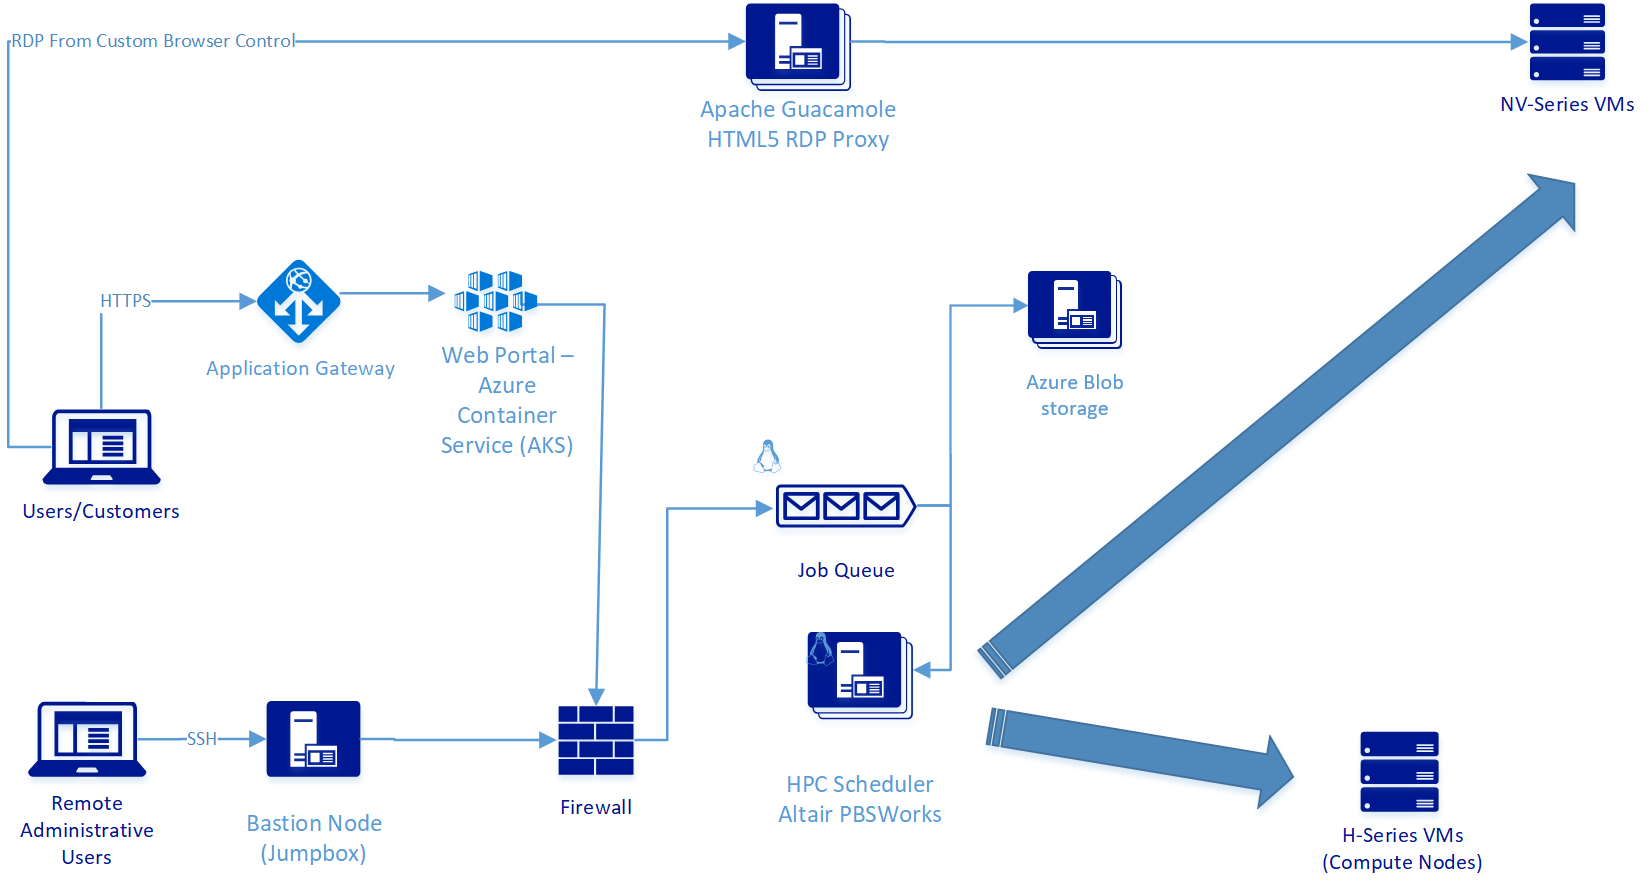 RDP From Custom Browser Control
Apache Guacamole
HTML5 RDP Proxy
NV-Series VMs
HTTPS
Application Gateway
Web Portal –
Azure
Container
Service (AKS)
Azure Blob
storage
Users/Customers
Job Queue
SSH
Remote
Administrative
Users
Bastion Node
(Jumpbox)
Firewall
HPC Scheduler
Altair PBSWorks
H-Series VMs
(Compute Nodes)